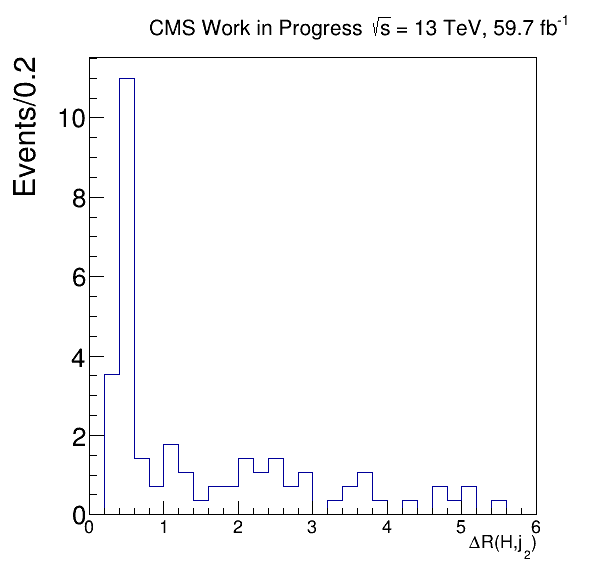 CMS Work in Progress √s = 13 TeV, 59.7 fb⁻¹
Events/0.2
10
8
6
4
2
0
0 1 2 3 4 5 6
ΔR(H,j₂)